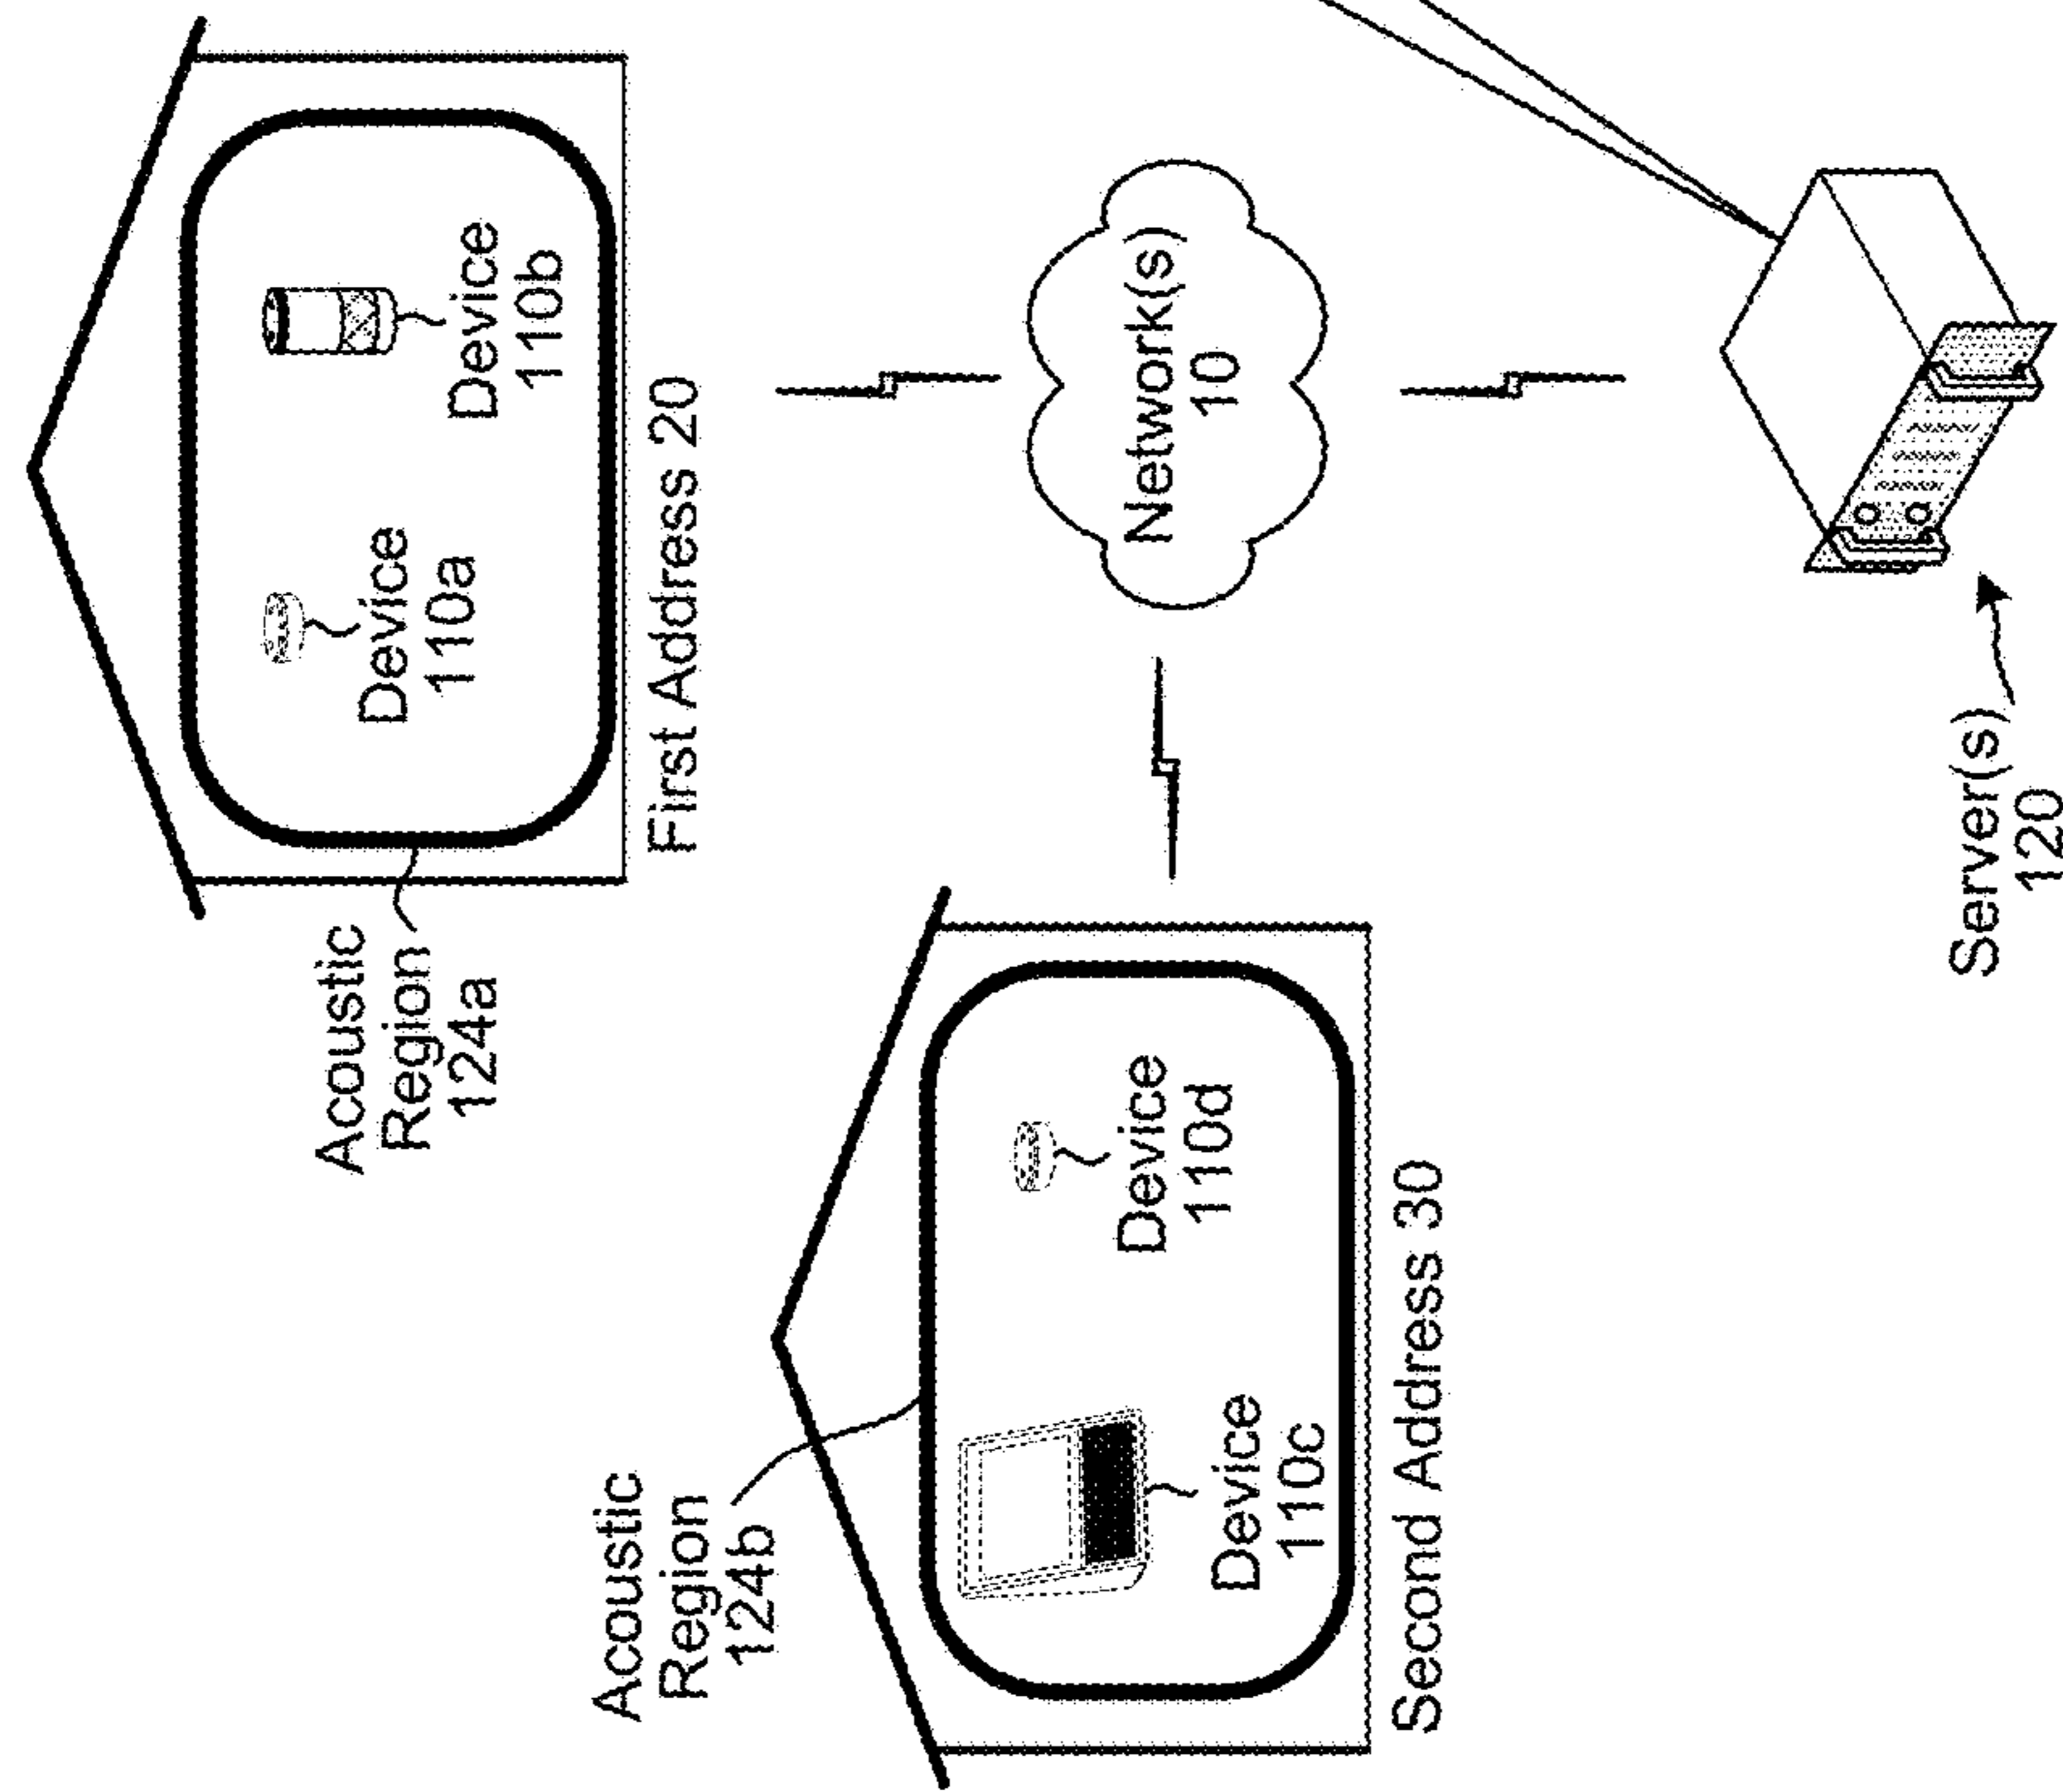 Acoustic
Region
124a
Device
110a
Device
110b
First Address 20
Acoustic
Region
124b
Device
110c
Device
110d
Second Address 30
Network(s)
10
Server(s)
120